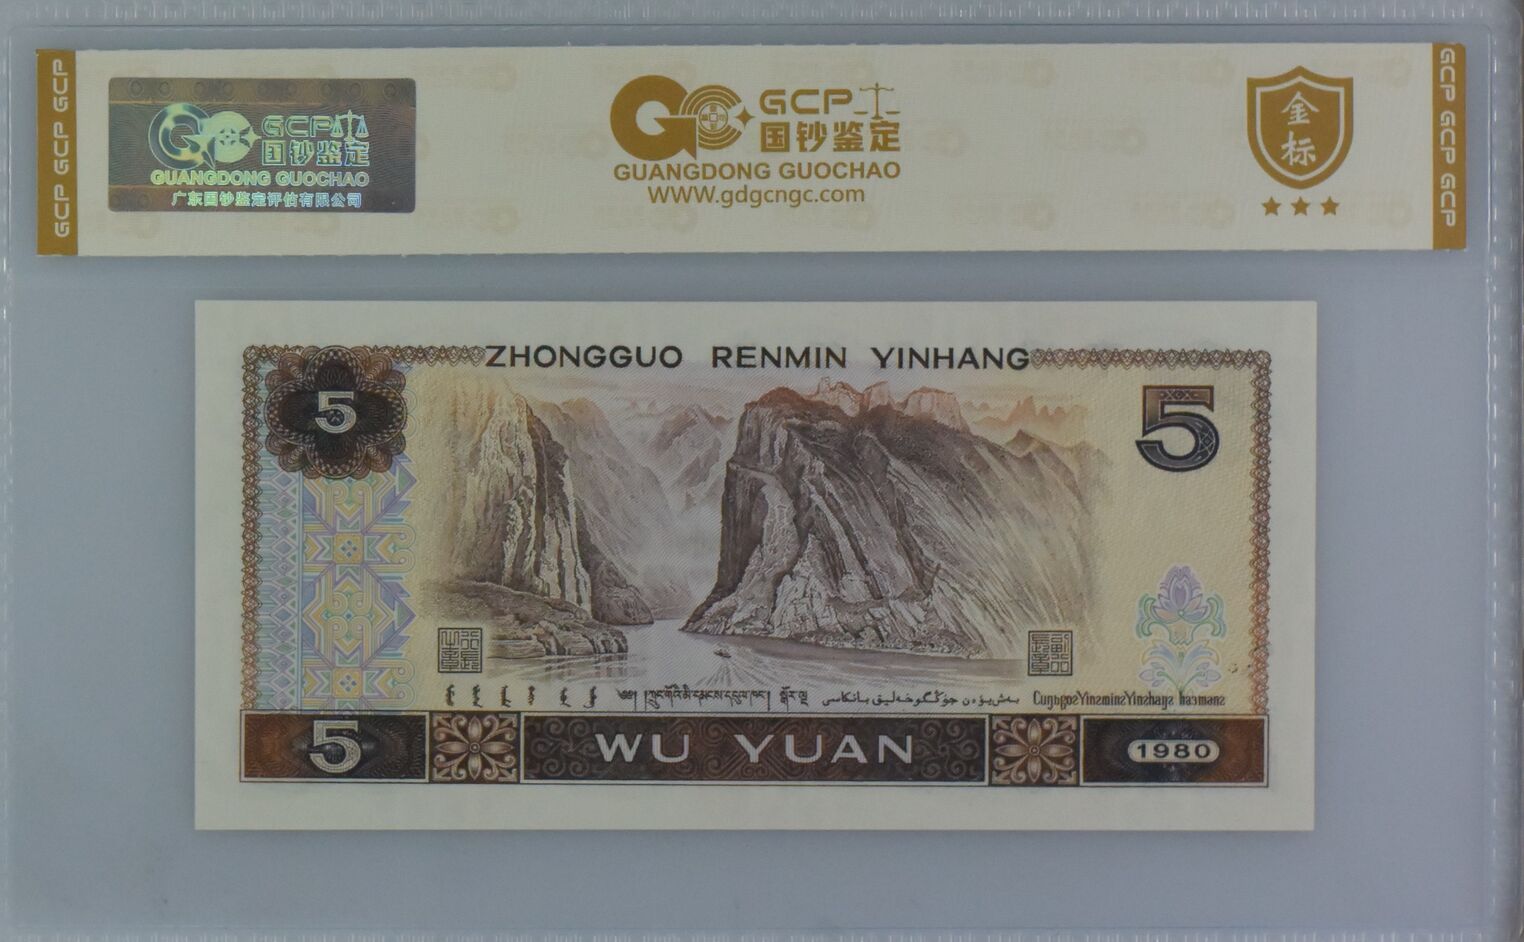 GCP GCP GCP
GCP
国钞鉴定
GUANGDONG GUOCHAO
广东国钞鉴定评估有限公司
GCP
国钞鉴定
GUANGDONG GUOCHAO
WWW.gdgcngc.com
金标
GCP GCP GCP
ZHONGGUO RENMIN YINHANG
5
5
5
WU YUAN
1980